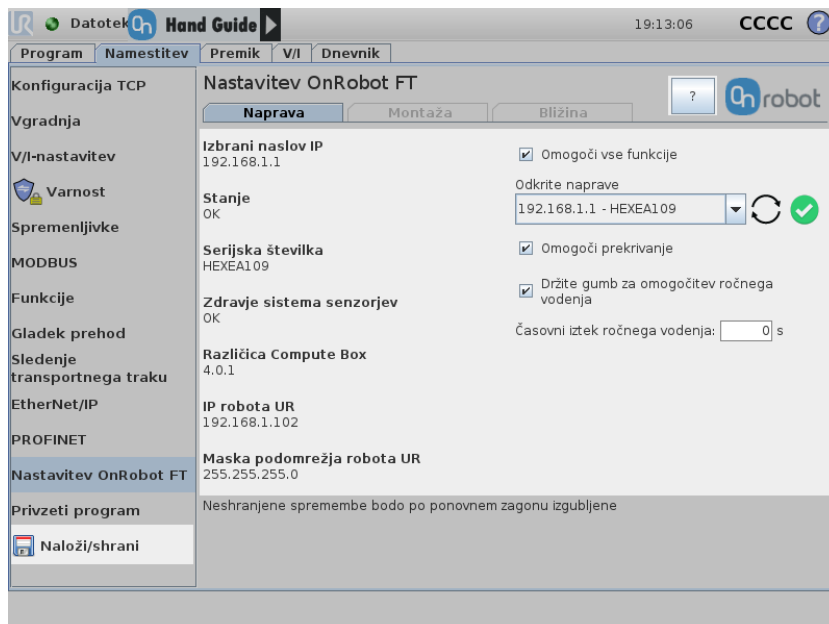 UR Datotek On Hand Guide 19:13:06 CCCC ?
Program Namestitev Premik V/I Dnevnik
Konfiguracija TCP
Vgradnja
V/I-nastavitev
Varnost
Spremenljivke
MODBUS
Funkcije
Gladek prehod
Sledenje
transportnega traku
EtherNet/IP
PROFINET
Nastavitev OnRobot FT
Privzeti program
Naloži/shrani
Nastavitev OnRobot FT
? On robot
Naprava Montaža Bližina
Izbrani naslov IP
192.168.1.1
Stanje
OK
Serijska številka
HEXEA109
Zdravje sistema senzorjev
OK
Različica Compute Box
4.0.1
IP robota UR
192.168.1.102
Maska podomrežja robota UR
255.255.255.0
Omogoči vse funkcije
Odkrite naprave
192.168.1.1 - HEXEA109
Omogoči prekrivanje
Držite gumb za omogočitev ročnega
vodenja
Časovni iztek ročnega vodenja: 0 s
Neshranjene spremembe bodo po ponovnem zagonu izgubljene